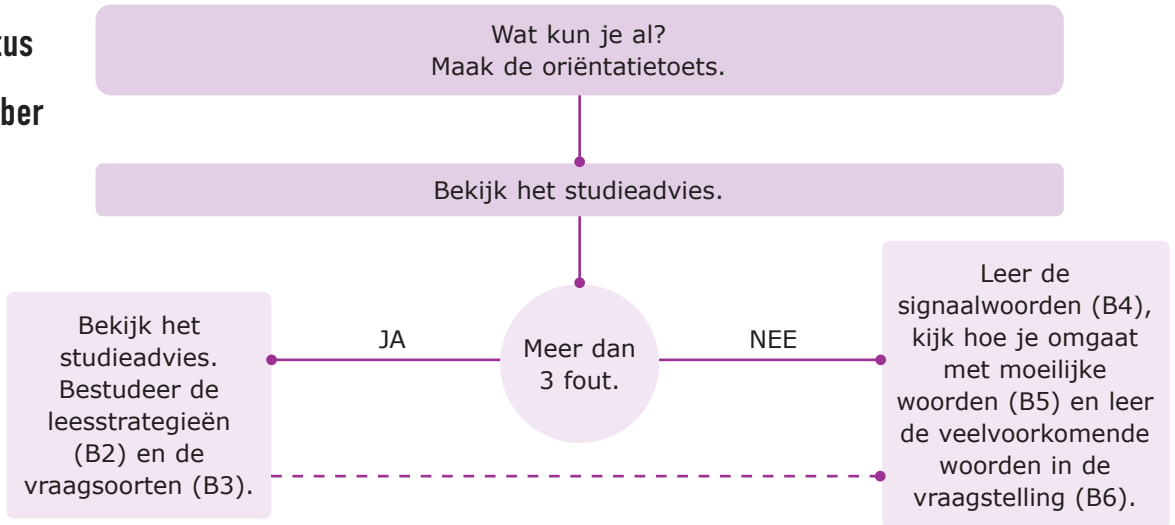 Wat kun je al?
Maak de oriëntatietoets.
Bekijk het studieadvies.
Bekijk het
studieadvies.
Bestudeer de
leesstrategieën
(B2) en de
vraagsoorten (B3).
JA
Meer dan
3 fout.
NEE
Leer de
signaalwoorden (B4),
kijk hoe je omgaat
met moeilijke
woorden (B5) en leer
de veelvoorkomende
woorden in de
vraagstelling (B6).